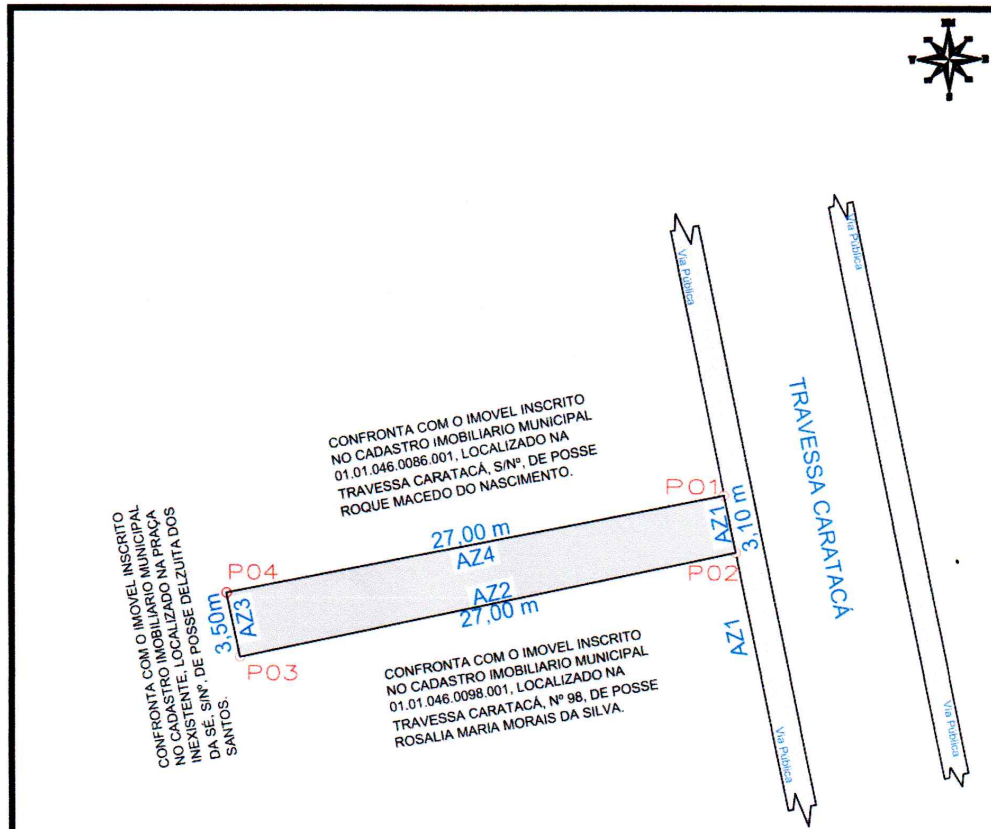 N
V E
S
Via Pública
Via Pública
TRAVESSA CARATACÁ
CONFRONTA COM O IMOVEL INSCRITO
NO CADASTRO IMOBILIARIO MUNICIPAL
01.01.046.0086.001, LOCALIZADO NA
TRAVESSA CARATACÁ, S/Nº, DE POSSE
ROQUE MACEDO DO NASCIMENTO.
P01
AZ1
3,10 m
P02
27,00 m
AZ4
P04
CONFRONTA COM O IMOVEL INSCRITO
NO CADASTRO IMOBILIARIO MUNICIPAL
INEXISTENTE, LOCALIZADO NA PRAÇA
DA SÉ, S/Nº, DE POSSE DELZUITA DOS
SANTOS.
3,50m
AZ3
P03
AZ2
27,00 m
AZ1
CONFRONTA COM O IMOVEL INSCRITO
NO CADASTRO IMOBILIARIO MUNICIPAL
01.01.046.0098.001, LOCALIZADO NA
TRAVESSA CARATACÁ, Nº 98, DE POSSE
ROSALIA MARIA MORAIS DA SILVA.
Via Pública
Via Pública